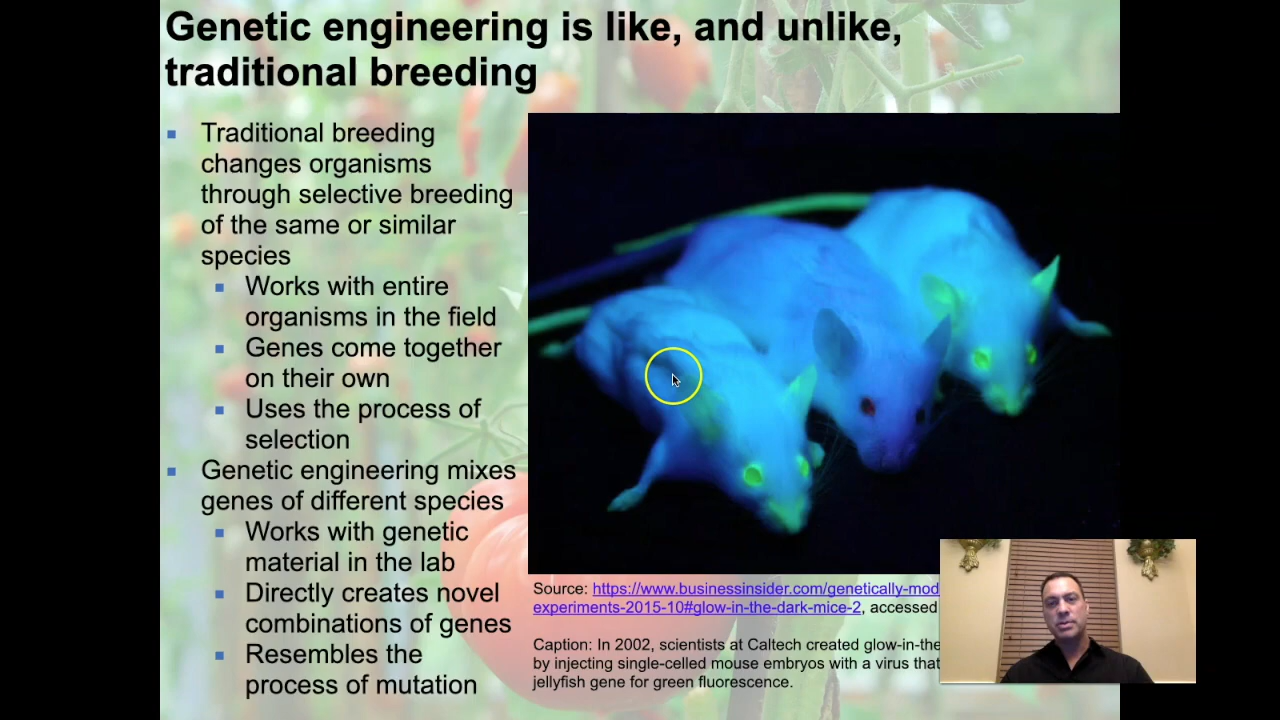 Genetic engineering is like, and unlike,
traditional breeding
▪ Traditional breeding
changes organisms
through selective breeding
of the same or similar
species
▪ Works with entire
organisms in the field
▪ Genes come together
on their own
▪ Uses the process of
selection
▪ Genetic engineering mixes
genes of different species
▪ Works with genetic
material in the lab
▪ Directly creates novel
combinations of genes
▪ Resembles the
process of mutation
Source: https://www.businessinsider.com/genetically-mod
experiments-2015-10#glow-in-the-dark-mice-2, accessed
Caption: In 2002, scientists at Caltech created glow-in-the
by injecting single-celled mouse embryos with a virus that
jellyfish gene for green fluorescence.